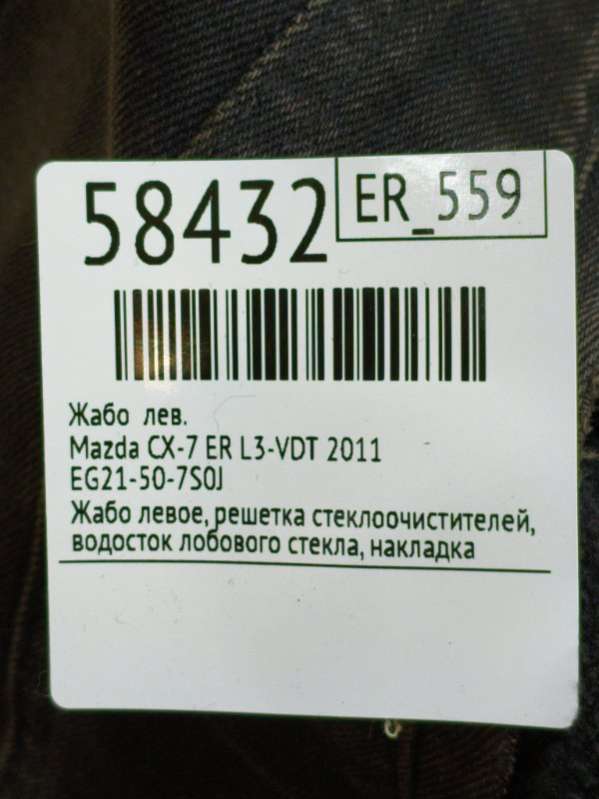 58432
ER_559
Жабо лев.
Mazda CX-7 ER L3-VDT 2011
EG21-50-7S0J
Жабо левое, решетка стеклоочистителей,
водосток лобового стекла, накладка